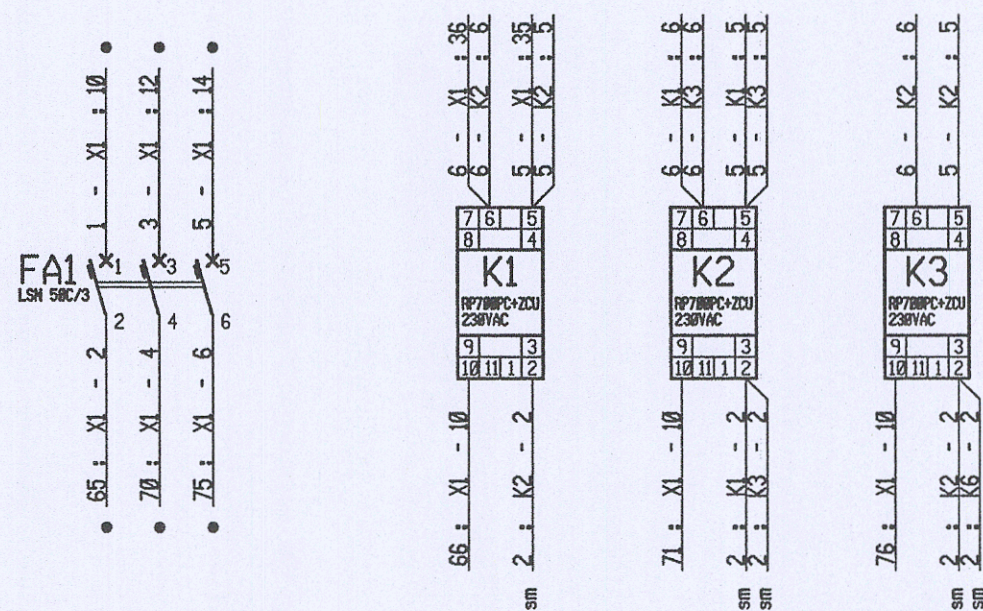 1 - X1 : 10
3 - X1 : 12
5 - X1 : 14
FA1
LSN 50C/3
1
3
5
2
4
6
65 : X1 - 2
70 : X1 - 4
75 : X1 - 6
6 - X1 : 36
6 - K2 : 6
5 - X1 : 35
5 - K2 : 5
7 6 5
8 4
K1
RP700PC+ZCU
230VAC
9 3
10 11 1 2
66 : X1 - 10
2 : K2 - 2
sm
6 - K1 : 6
6 - K3 : 6
5 - K1 : 5
5 - K3 : 5
7 6 5
8 4
K2
RP700PC+ZCU
230VAC
9 3
10 11 1 2
71 : X1 - 10
2 : K1 - 2
2 : K3 - 2
sm
sm
6 - K2 : 6
5 - K2 : 5
7 6 5
8 4
K3
RP700PC+ZCU
230VAC
9 3
10 11 1 2
76 : X1 - 10
2 : K2 - 2
2 : K6 - 2
sm
sm